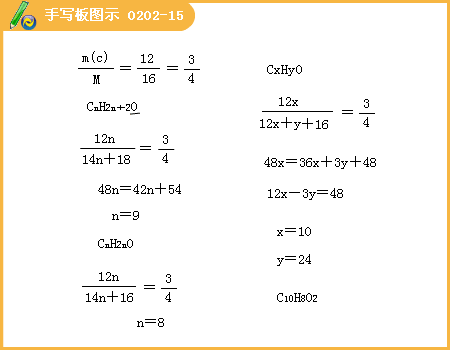 手写板图示 0202-15
m(c)/M = 12/16 = 3/4
CnH2n+2O
12n/14n+18 = 3/4
48n=42n+54
n=9
CnH2nO
12n/14n+16 = 3/4
n=8
CxHyO
12x/12x+y+16 = 3/4
48x=36x+3y+48
12x-3y=48
x=10
y=24
C10H8O2